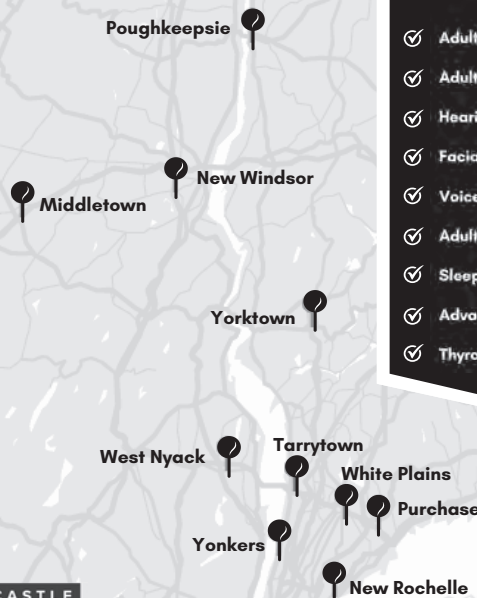 Poughkeepsie
New Windsor
Middletown
Yorktown
Tarrytown
West Nyack
White Plains
Purchase
Yonkers
New Rochelle
CASTLE
Adult
Adult
Heari
Facia
Voice
Adult
Sleep
Adva
Thyro